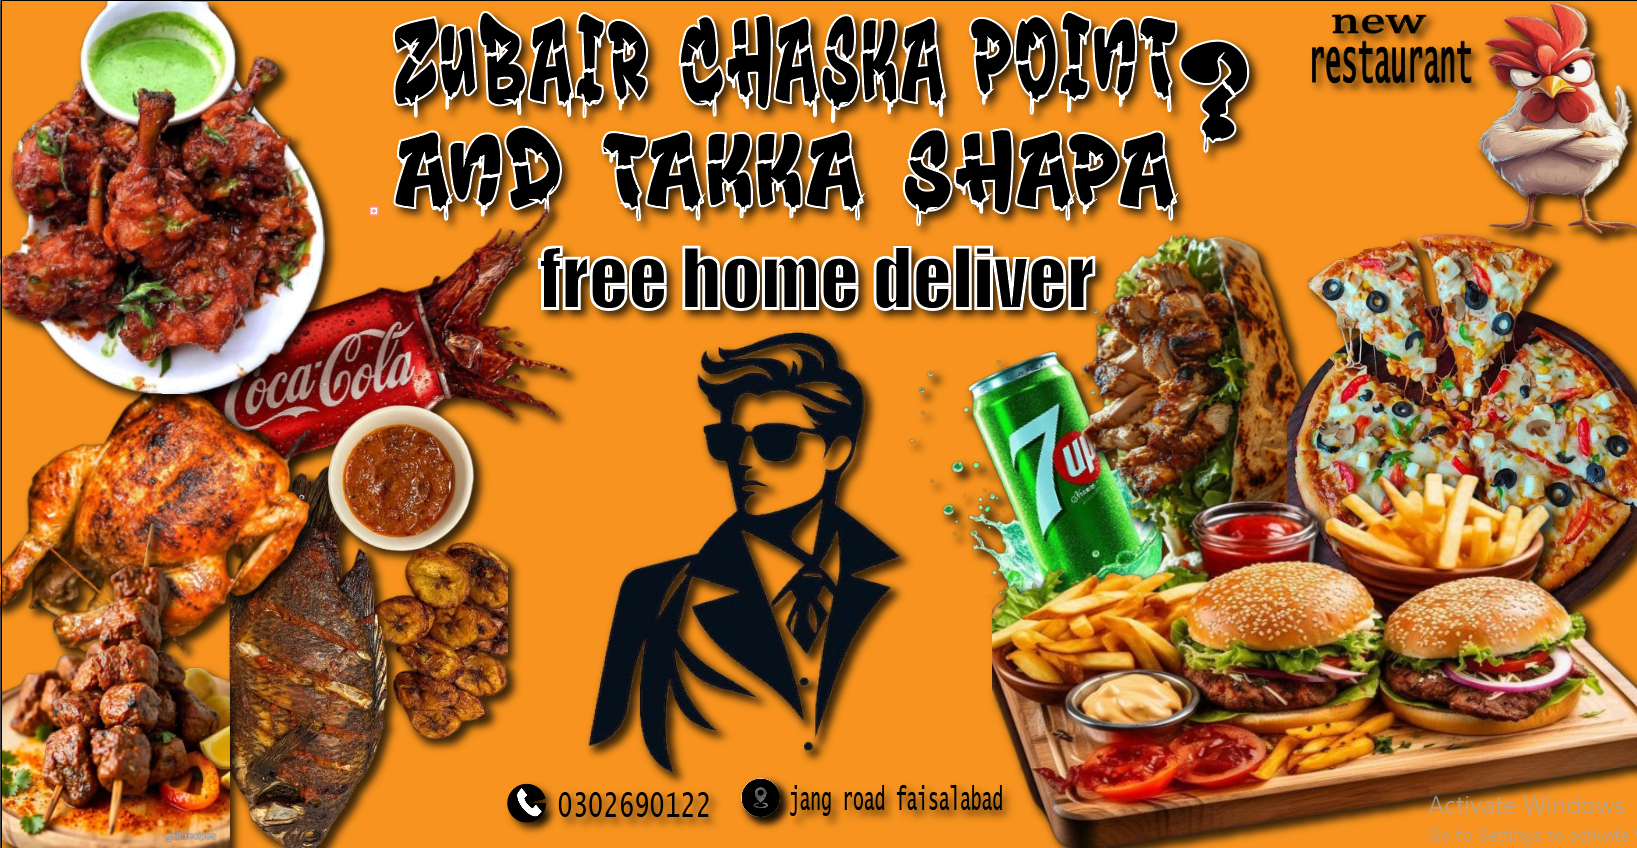 ZUBAIR CHASKA POINT?
AND TAKKA SHAPA
new
restaurant
free home deliver
Coca-Cola
7up
0302690122
jang road faisalabad
Activate Windows
Go to Settings to activate